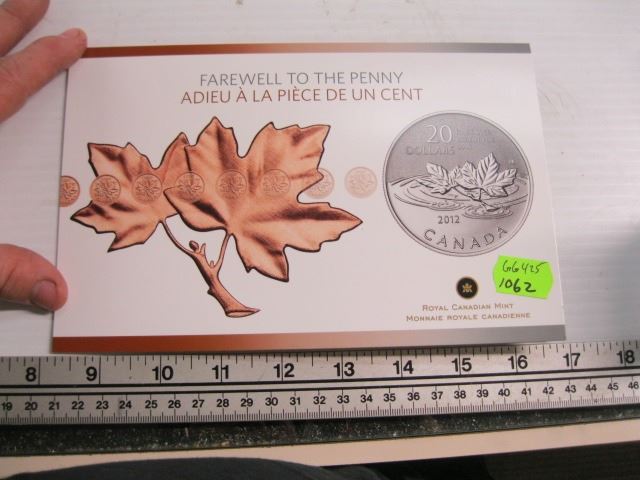 FAREWELL TO THE PENNY
ADIEU À LA PIÈCE DE UN CENT
20
DOLLARS
2012
CANADA
GG425
1062
ROYAL CANADIAN MINT
MONNAIE ROYALE CANADIENNE
8 9 10 11 12 13 14 15 16 17 18
19 20 21 22 23 24 25 26 27 28 29 30 31 32 33 34 35 36 37 38 39 40 41 42 43 44 45 46